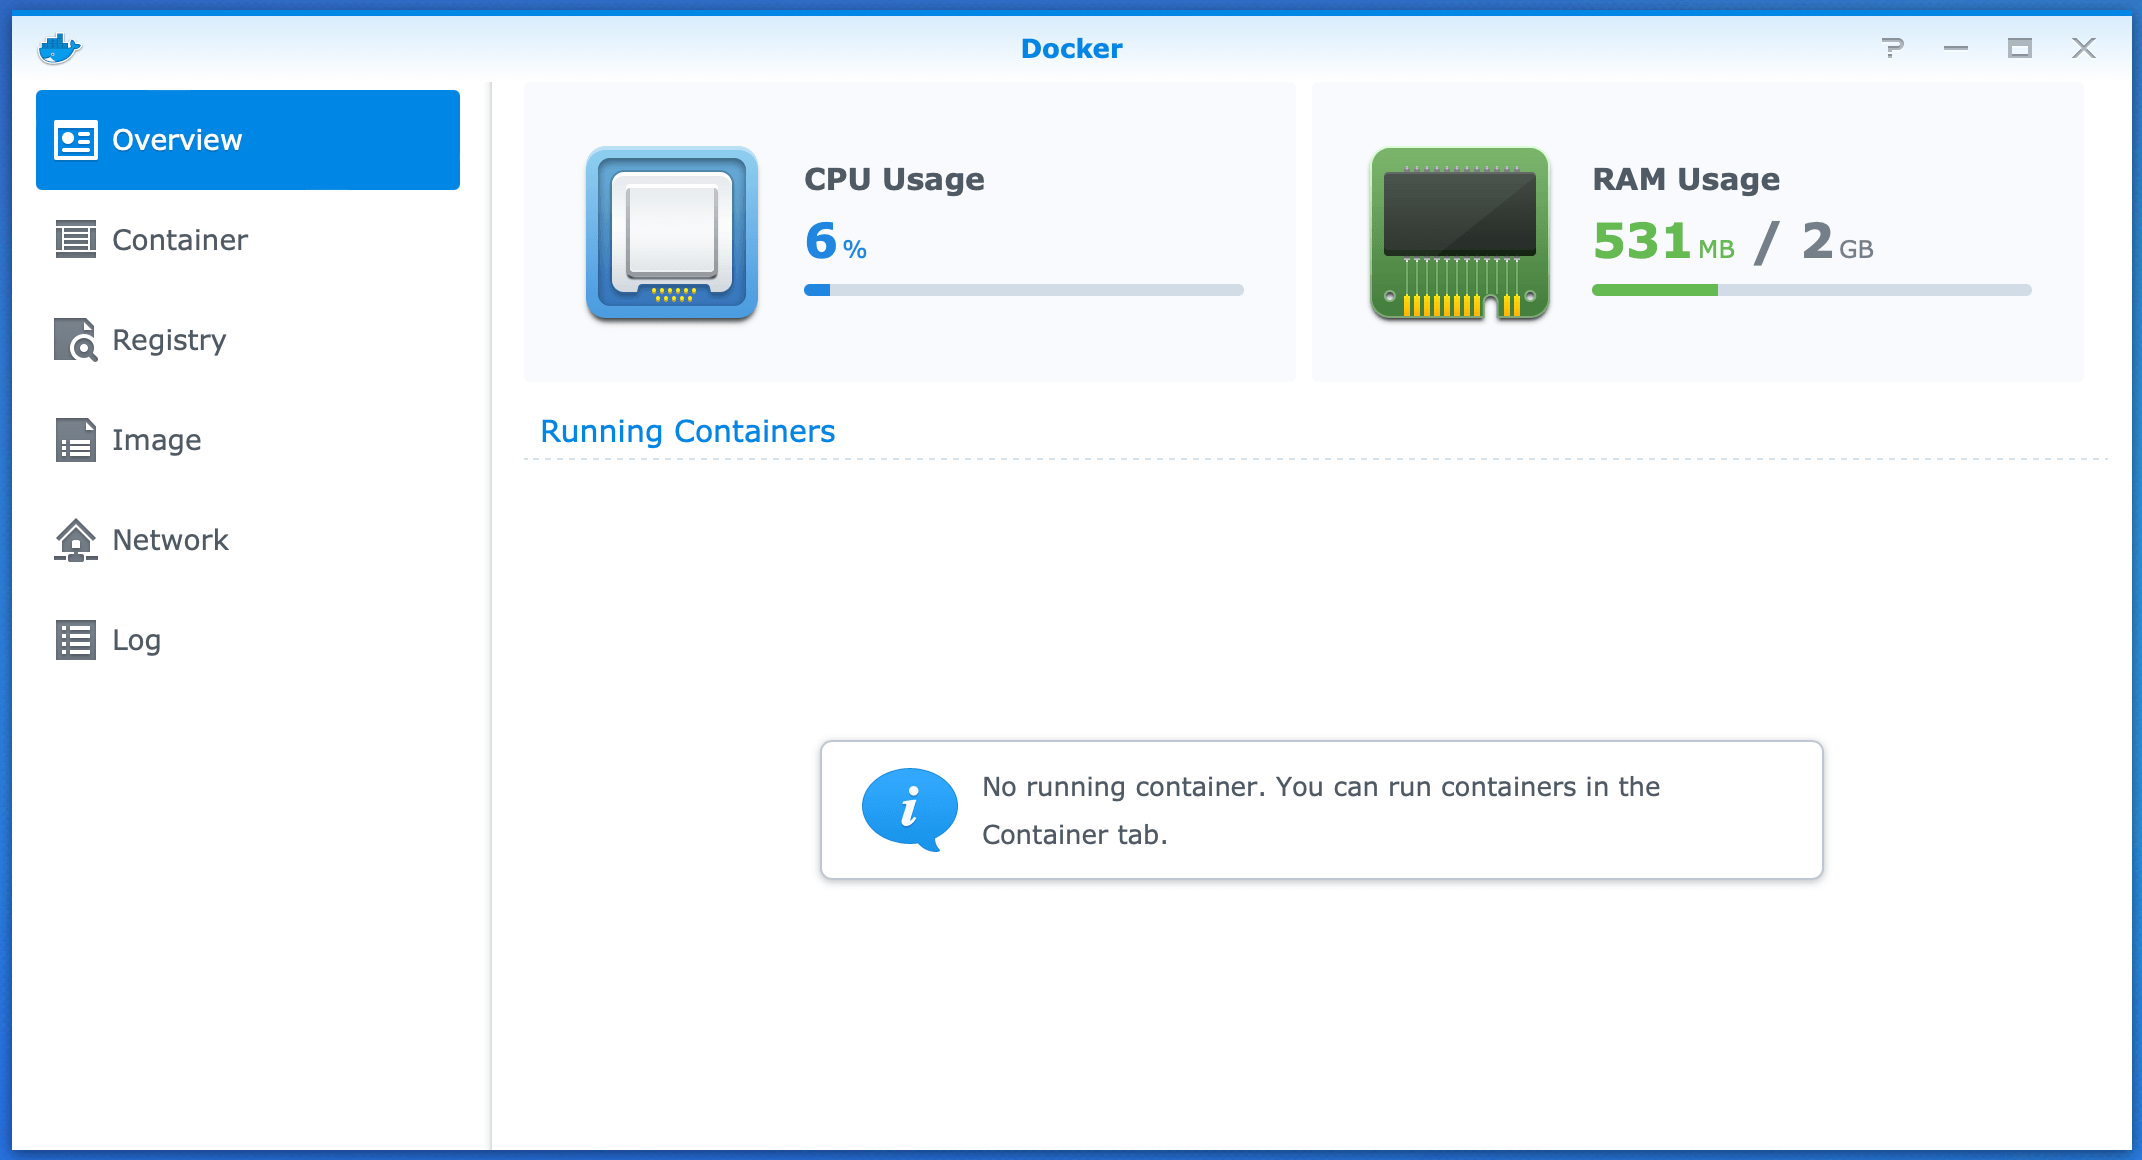 Docker
Overview
Container
Registry
Image
Network
Log
CPU Usage
6 %
RAM Usage
531 MB / 2 GB
Running Containers
No running container. You can run containers in the
Container tab.